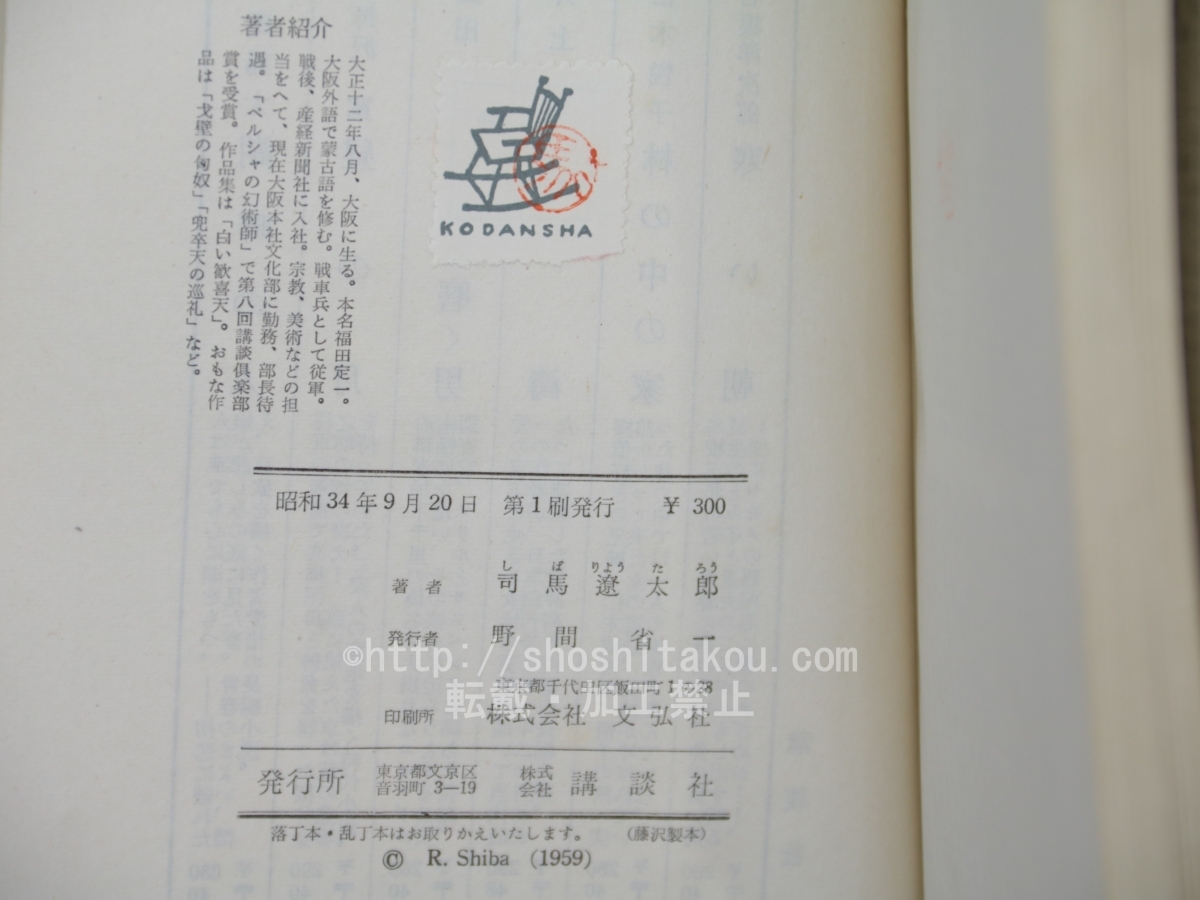 著者紹介
大正十二年八月、大阪に生る。本名福田定一。
大阪外語で蒙古語を修む。戦車兵として従軍。
戦後、産経新聞社に入社。宗教、美術などの担
当をへて、現在大阪本社文化部に勤務、部長待
遇。「ペルシャの幻術師」で第八回講談倶楽部
賞を受賞。作品集は「白い歓喜天」。おもな作
品は「戈壁の匈奴」「兜率天の巡礼」など。
KODANSHA
昭和34年9月20日 第1刷発行 ¥ 300
著者 司馬遼太郎
しばりようたろう
発行者 野間省一
©http://shoshitakou.com
東京都千代田区飯田町
転載・加工禁止
印刷所 株式会社 文弘社
発行所 東京都文京区音羽町 3―19 株式会社 講談社
落丁本・乱丁本はお取りかえいたします。 (藤沢製本)
© R. Shiba (1959)